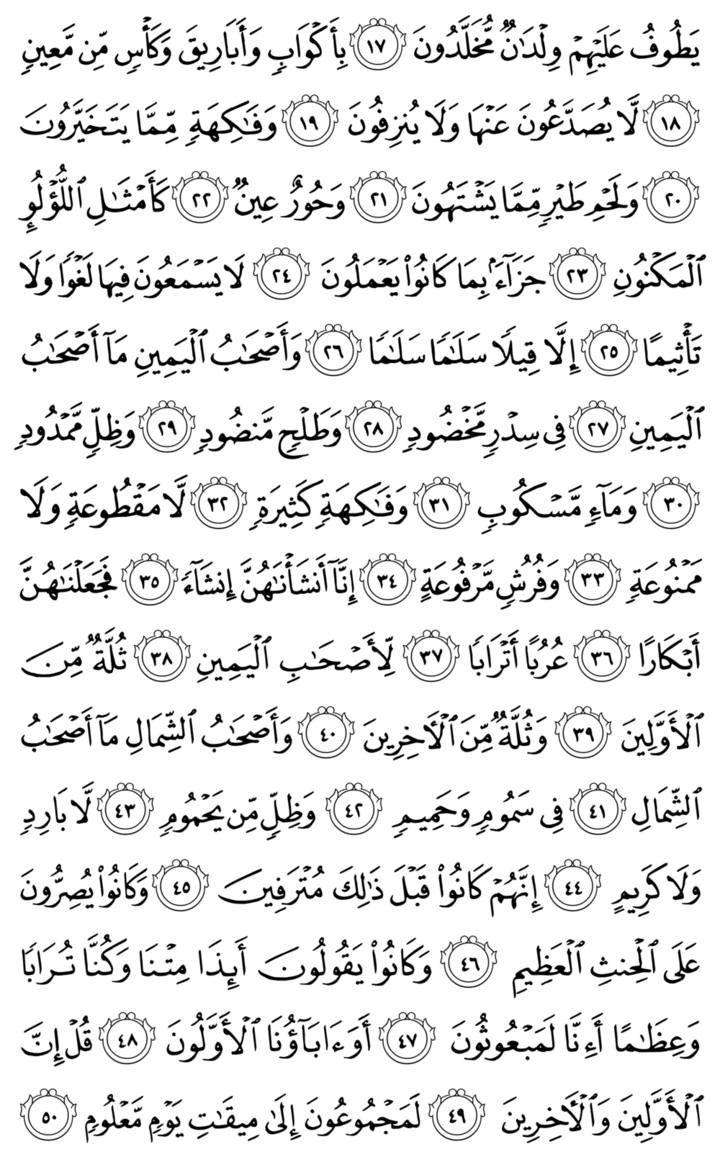 يَطُوفُ عَلَيْهِمْ وِلْدَٰنٌ مُّخَلَّدُونَ ١٧ بِأَكْوَابٍ وَأَبَارِيقَ وَكَأْسٍ مِّن مَّعِينٍ
١٨ لَّا يُصَدَّعُونَ عَنْهَا وَلَا يُنزِفُونَ ١٩ وَفَٰكِهَةٍ مِّمَّا يَتَخَيَّرُونَ
٢٠ وَلَحْمِ طَيْرٍ مِّمَّا يَشْتَهُونَ ٢١ وَحُورٌ عِينٌ ٢٢ كَأَمْثَٰلِ ٱللُّؤْلُوِٕ
ٱلْمَكْنُونِ ٢٣ جَزَآءًۢ بِمَا كَانُوا۟ يَعْمَلُونَ ٢٤ لَا يَسْمَعُونَ فِيهَا لَغْوًا وَلَا
تَأْثِيمًا ٢٥ إِلَّا قِيلًا سَلَٰمًا سَلَٰمًا ٢٦ وَأَصْحَٰبُ ٱلْيَمِينِ مَآ أَصْحَٰبُ
ٱلْيَمِينِ ٢٧ فِى سِدْرٍ مَّخْضُودٍ ٢٨ وَطَلْحٍ مَّنضُودٍ ٢٩ وَظِلٍّ مَّمْدُودٍ
٣٠ وَمَآءٍ مَّسْكُوبٍ ٣١ وَفَٰكِهَةٍ كَثِيرَةٍ ٣٢ لَّا مَقْطُوعَةٍ وَلَا
مَمْنُوعَةٍ ٣٣ وَفُرُشٍ مَّرْفُوعَةٍ ٣٤ إِنَّآ أَنشَأْنَٰهُنَّ إِنشَآءً ٣٥ فَجَعَلْنَٰهُنَّ
أَبْكَارًا ٣٦ عُرُبًا أَتْرَابًا ٣٧ لِّأَصْحَٰبِ ٱلْيَمِينِ ٣٨ ثُلَّةٌ مِّنَ
ٱلْأَوَّلِينَ ٣٩ وَثُلَّةٌ مِّنَ ٱلْءَاخِرِينَ ٤٠ وَأَصْحَٰبُ ٱلشِّمَالِ مَآ أَصْحَٰبُ
ٱلشِّمَالِ ٤١ فِى سَمُومٍ وَحَمِيمٍ ٤٢ وَظِلٍّ مِّن يَحْمُومٍ ٤٣ لَّا بَارِدٍ
وَلَا كَرِيمٍ ٤٤ إِنَّهُمْ كَانُوا۟ قَبْلَ ذَٰلِكَ مُتْرَفِينَ ٤٥ وَكَانُوا۟ يُصِرُّونَ
عَلَى ٱلْحِنثِ ٱلْعَظِيمِ ٤٦ وَكَانُوا۟ يَقُولُونَ أَئِذَا مِتْنَا وَكُنَّا تُرَابًا
وَعِظَٰمًا أَءِنَّا لَمَبْعُوثُونَ ٤٧ أَوَءَابَآؤُنَا ٱلْأَوَّلُونَ ٤٨ قُلْ إِنَّ
ٱلْأَوَّلِينَ وَٱلْءَاخِرِينَ ٤٩ لَمَجْمُوعُونَ إِلَىٰ مِيقَٰتِ يَوْمٍ مَّعْلُومٍ ٥٠